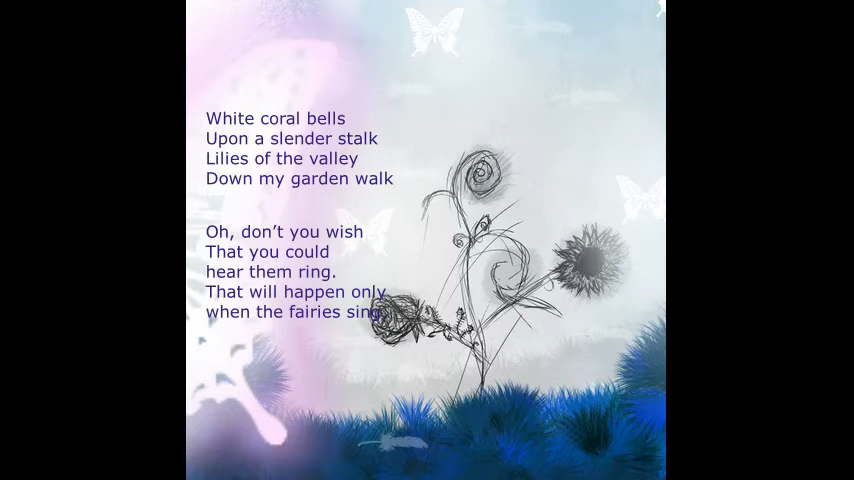 White coral bells
Upon a slender stalk
Lilies of the valley
Down my garden walk
Oh, don’t you wish
That you could
hear them ring.
That will happen only
when the fairies sing.